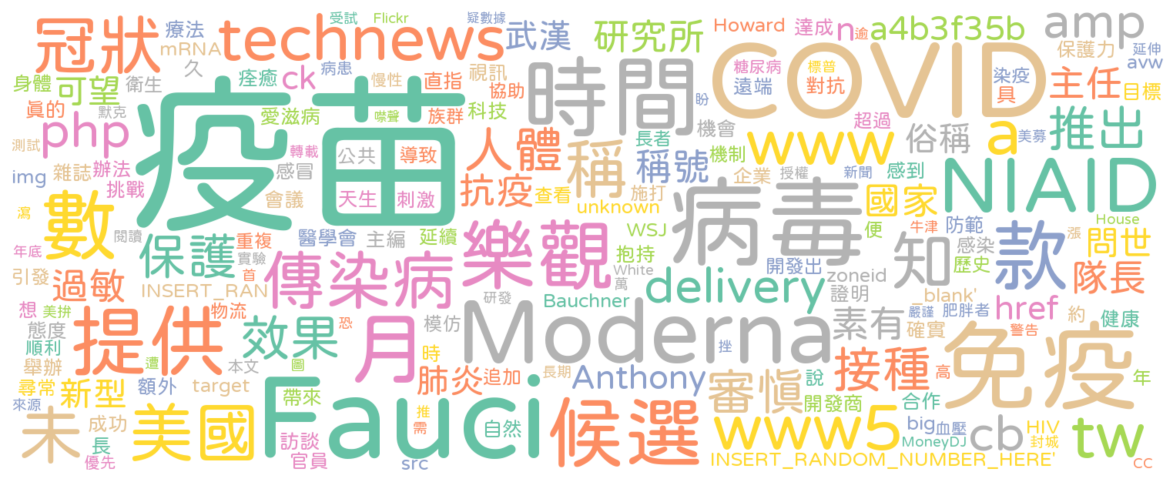 冠狀
療法
受試
Flickr
疑數據
technews
mRNA
久
武漢
研究所
Howard
達成
n
逾
a4b3f35b
amp
延伸
保護力
avw
身體
可望
衛生
痊癒
ck
病患
慢性
直指
視訊
協助
時間
COVID
糖尿病
遠端
標普
對抗
染疫
具
主任
目標
真的
默克
愛滋病
噤聲
族群
科技
盼
機會
超過
a
美募
推出
php
疫苗
測試
雜誌
辦法
轉載
感冒
公共
導致
人體
稱
長者
稱號
機制
www
俗稱
NIAID
img
挑戰
會議
天生
刺激
抗疫
查看
unknown
施打
企業
授權
新聞
感到
國家
數
瀉
閱讀
保護
重複
實驗
醫學會
主編
延續
樂觀
WSJ
抱持
病毒
開發出
便
牛津
防範
知
感染
歷史
款
House
漲
問世
年底
引發
過敏
INSERT_RAN
首
物流
傳染病
Bauchner
White
萬
delivery
zoneid
證明
_blank'
嚴謹
肥胖者
href
隊長
想
美拚
態度
順利
舉辦
提供
效果
恐
月
模仿
研發
Moderna
挫
素有
確實
警告
約
健康
尋常
新型
本文
額外
target
遭
圖
帶來
時
肺炎
追加
長期
Anthony
審慎
說
接種
高
免疫
年
來源
未
成功
長
優先
美國
訪談
官員
Fauci
src
推
需
自然
候選
開發商
www5
合作
big
血壓
MoneyDJ
cb
HIV
封城
tw
INSERT_RANDOM_NUMBER_HERE'
CC